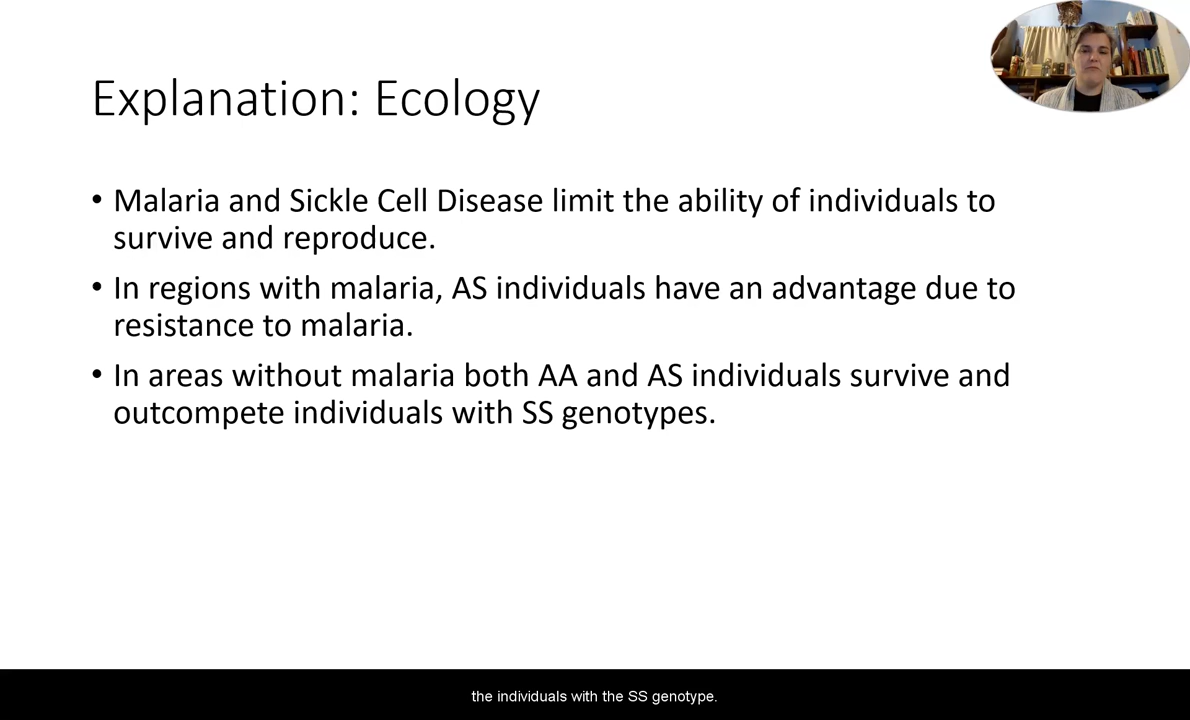 Explanation: Ecology
• Malaria and Sickle Cell Disease limit the ability of individuals to
survive and reproduce.
• In regions with malaria, AS individuals have an advantage due to
resistance to malaria.
• In areas without malaria both AA and AS individuals survive and
outcompete individuals with SS genotypes.
the individuals with the SS genotype.